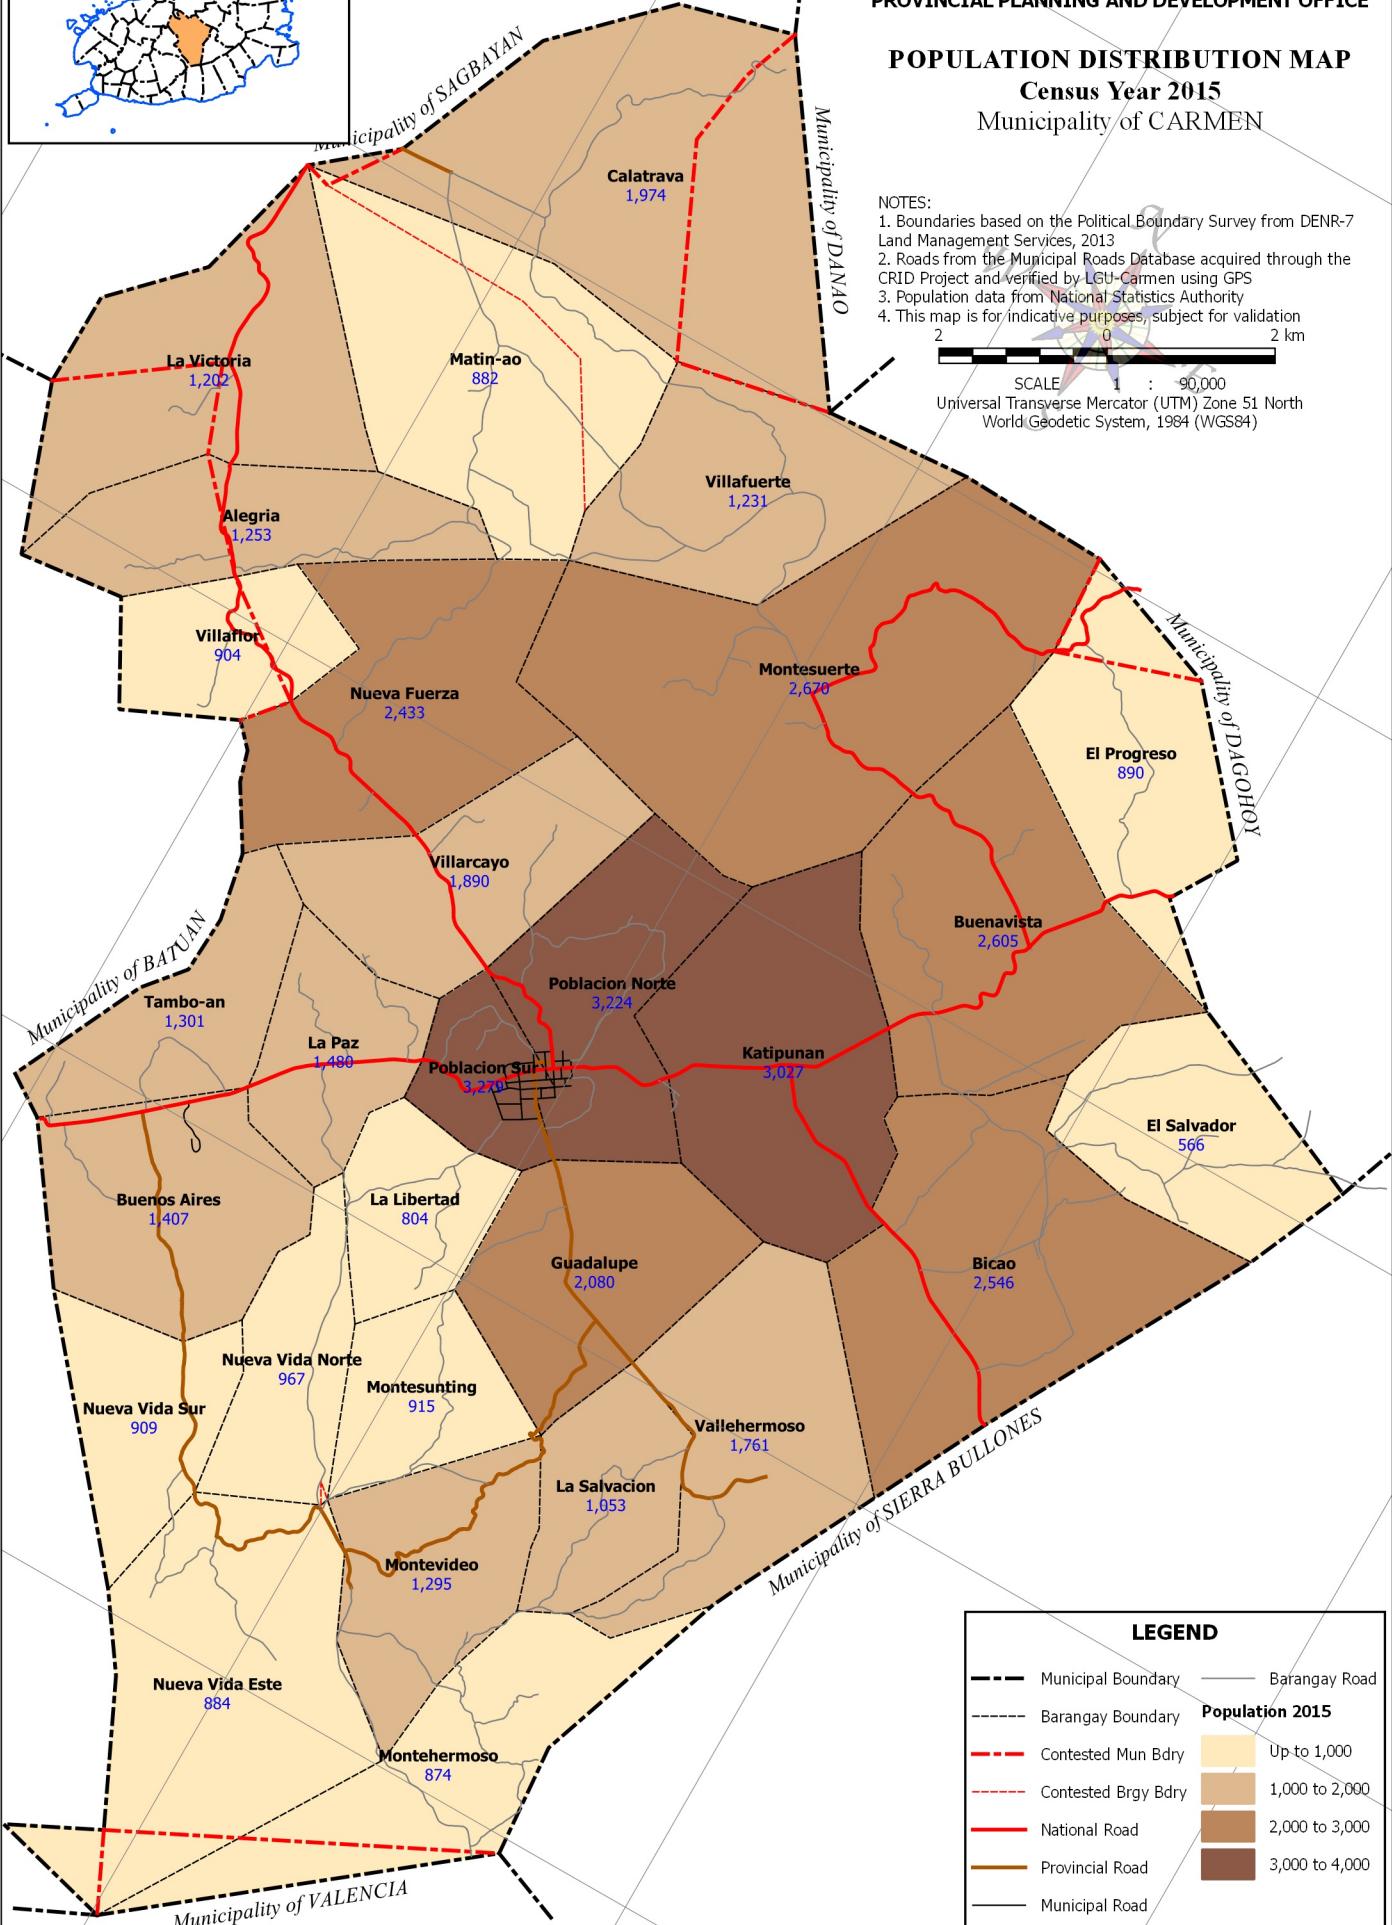 PROVINCIAL PLANNING AND DEVELOPMENT OFFICE
POPULATION DISTRIBUTION MAP
Census Year 2015
Municipality of CARMEN
NOTES:
1. Boundaries based on the Political Boundary Survey from DENR-7
Land Management Services, 2013
2. Roads from the Municipal Roads Database acquired through the
CRID Project and verified by LGU-Carmen using GPS
3. Population data from National Statistics Authority
4. This map is for indicative purposes, subject for validation
2 0 2 km
SCALE 1 : 90,000
Universal Transverse Mercator (UTM) Zone 51 North
World Geodetic System, 1984 (WGS84)
Municipality of SAGBAYAN
Municipality of DANAO
Calatrava
1,974
La Victoria
1,202
Matin-ao
882
Villafuerte
1,231
Alegria
1,253
Villaflor
904
Nueva Fuerza
2,433
Montesuerte
2,670
Municipality of DAGOHOY
El Progreso
890
Villarcayo
1,890
Buenavista
2,605
Municipality of BATUAN
Tambo-an
1,301
Poblacion Norte
3,224
La Paz
1,480
Poblacion Sur
3,279
Katipunan
3,027
El Salvador
566
Buenos Aires
1,407
La Libertad
804
Guadalupe
2,080
Bicao
2,546
Nueva Vida Norte
967
Montesunting
915
Nueva Vida Sur
909
Vallehermoso
1,761
La Salvacion
1,053
Municipality of SIERRA BULLONES
Montevideo
1,295
Nueva Vida Este
884
Montehermoso
874
Municipality of VALENCIA
LEGEND
Municipal Boundary
Barangay Boundary
Contested Mun Bdry
Contested Brgy Bdry
National Road
Provincial Road
Municipal Road
Barangay Road
Population 2015
Up to 1,000
1,000 to 2,000
2,000 to 3,000
3,000 to 4,000